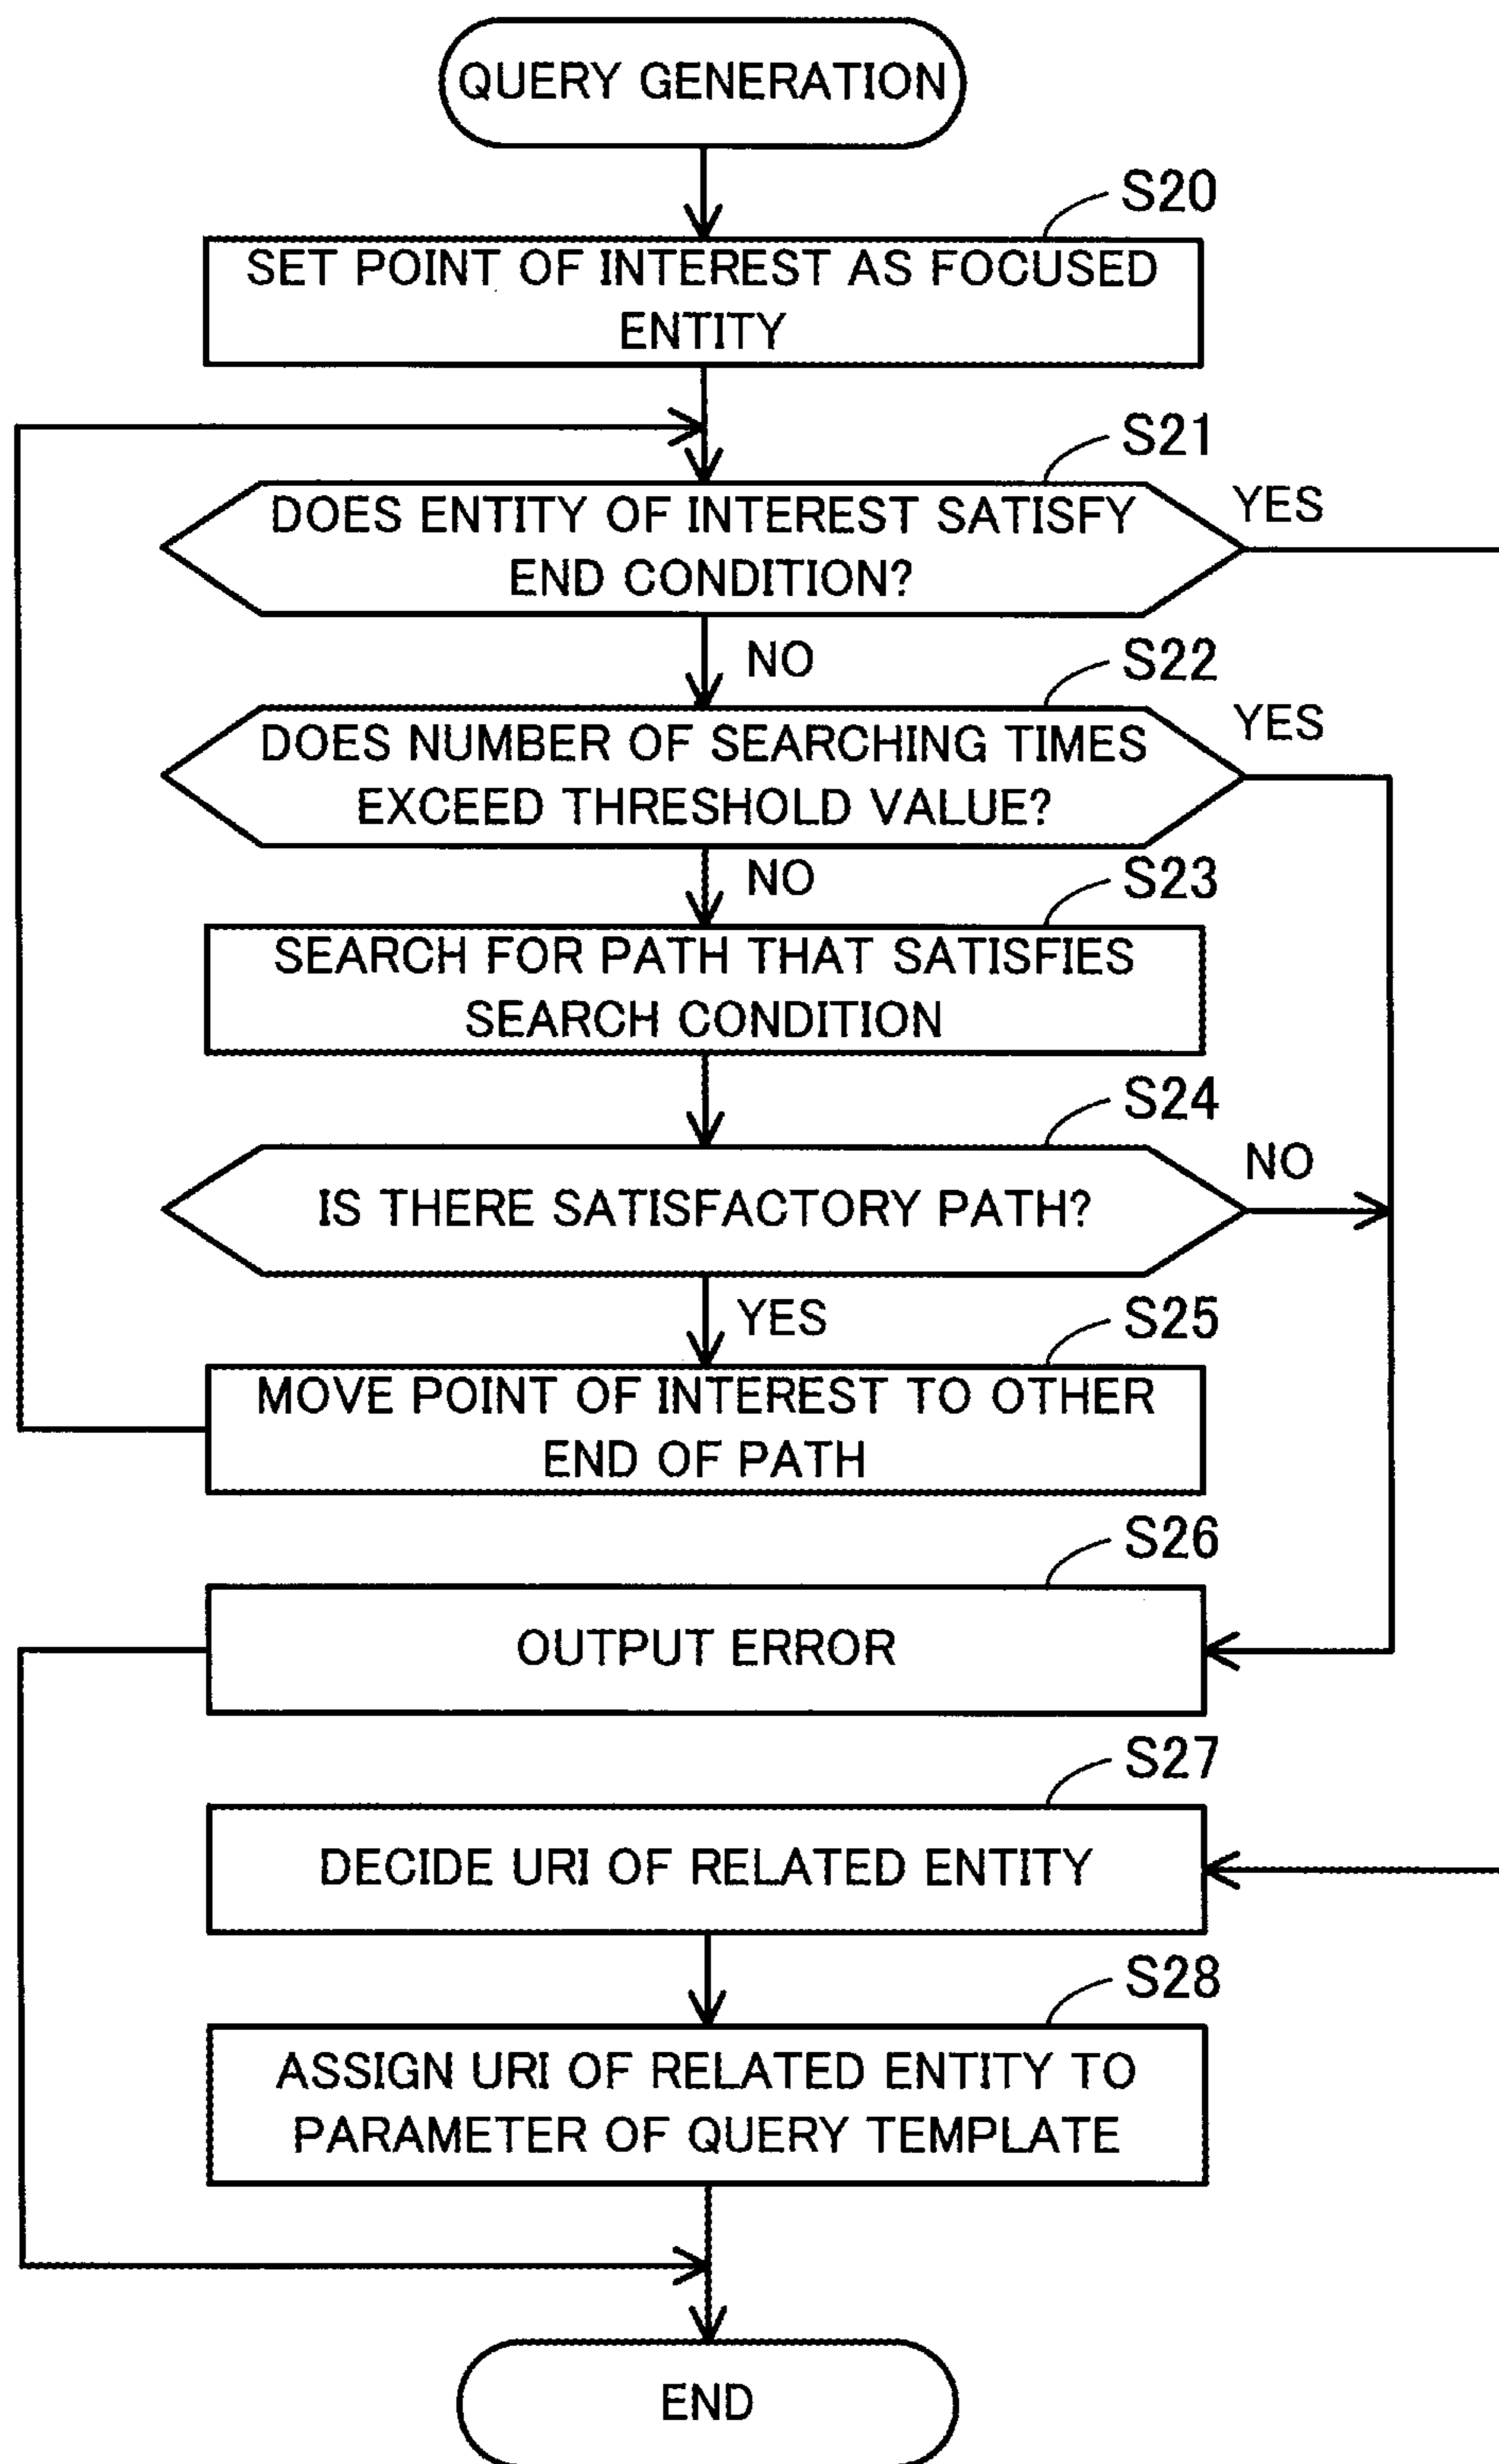 QUERY GENERATION
S20
SET POINT OF INTEREST AS FOCUSED
ENTITY
S21
DOES ENTITY OF INTEREST SATISFY
END CONDITION?
YES
NO
S22
DOES NUMBER OF SEARCHING TIMES
EXCEED THRESHOLD VALUE?
YES
NO
S23
SEARCH FOR PATH THAT SATISFIES
SEARCH CONDITION
S24
IS THERE SATISFACTORY PATH?
NO
YES
S25
MOVE POINT OF INTEREST TO OTHER
END OF PATH
S26
OUTPUT ERROR
S27
DECIDE URI OF RELATED ENTITY
S28
ASSIGN URI OF RELATED ENTITY TO
PARAMETER OF QUERY TEMPLATE
END